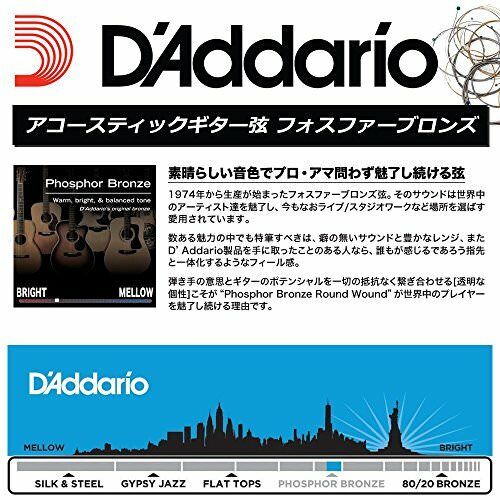 D'Addario
アコースティックギター弦 フォスファーブロンズ
Phosphor Bronze
Warm, bright, & balanced tone
D'Addario's original bronze
BRIGHT MELLOW
素晴らしい音色でプロ・アマ問わず魅了し続ける弦
1974年から生産が始まったフォスファーブロンズ弦。そのサウンドは世界中
のアーティスト達を魅了し、今もなおライブ/スタジオワークなど場所を選ばず
愛用されています。
数ある魅力の中でも特筆すべきは、癖の無いサウンドと豊かなレンジ、また
D' Addario製品を手に取ったことのある人なら、誰もが感じるであろう指先
と一体化するようなフィール感。
弾き手の意思とギターのポテンシャルを一切の抵抗なく繋ぎ合わせる[透明な
個性]こそが"Phosphor Bronze Round Wound"が世界中のプレイヤー
を魅了し続ける理由です。
D'Addario
MELLOW BRIGHT
SILK & STEEL GYPSY JAZZ FLAT TOPS PHOSPHOR BRONZE 80/20 BRONZE